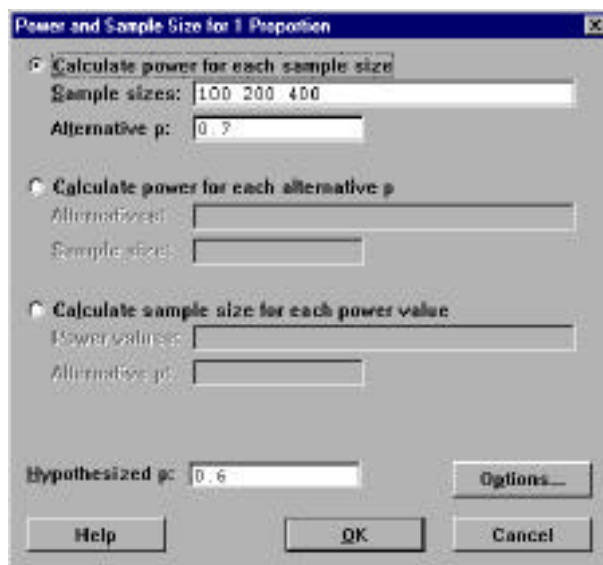 Power and Sample Size for 1 Proportion
Calculate power for each sample size
Sample sizes: 100 200 400
Alternative p: 0.7
Calculate power for each alternative p
Alternatives:
Sample size:
Calculate sample size for each power value
Power values:
Alternative p:
Hypothesized p: 0.6
Options...
Help
OK
Cancel